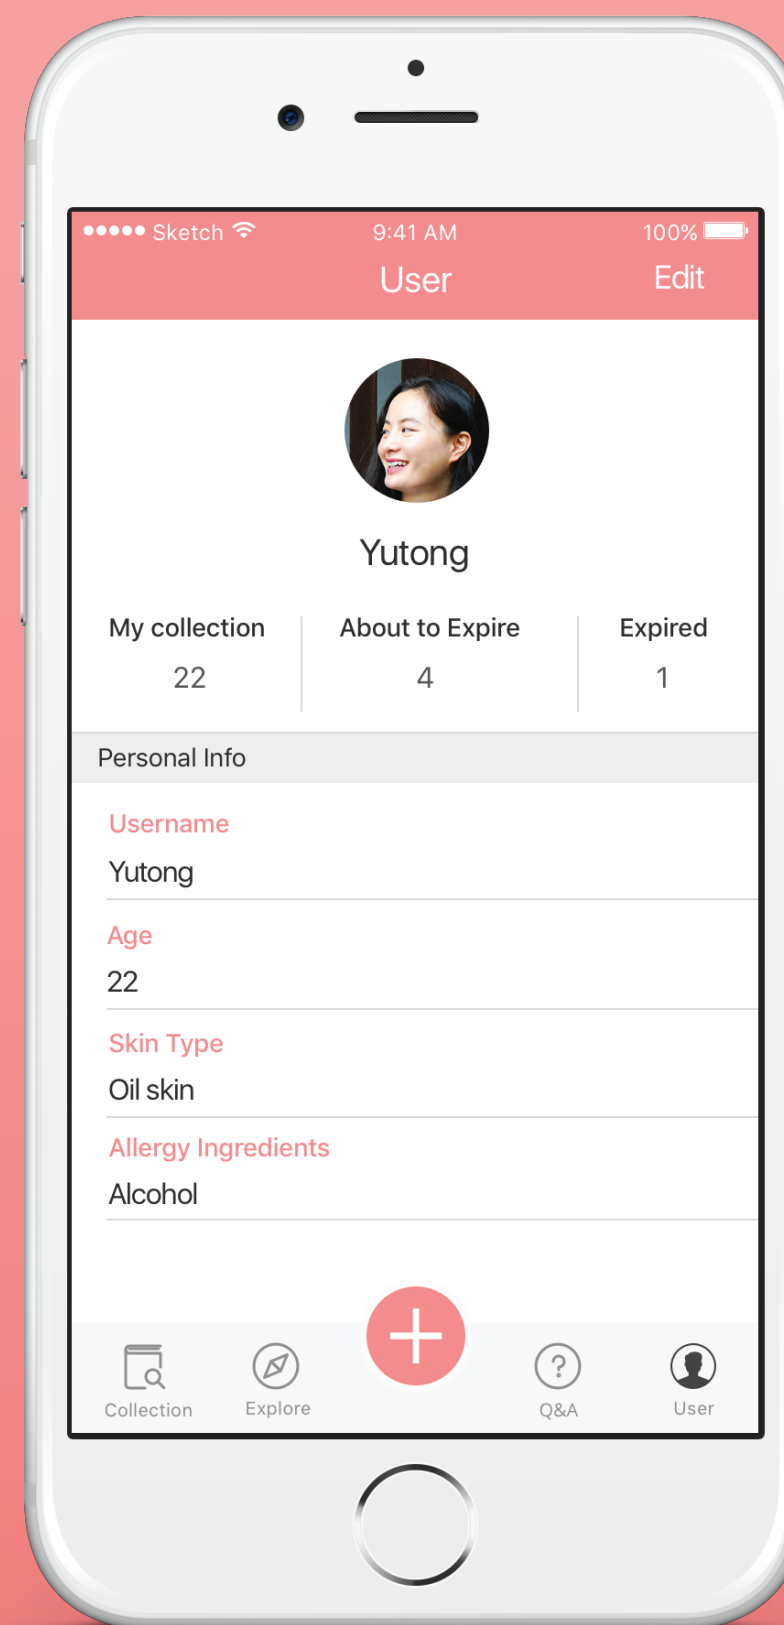 Sketch 9:41 AM 100%
User Edit
Yutong
My collection About to Expire Expired
22 4 1
Personal Info
Username
Yutong
Age
22
Skin Type
Oil skin
Allergy Ingredients
Alcohol
Collection Explore Q&A User